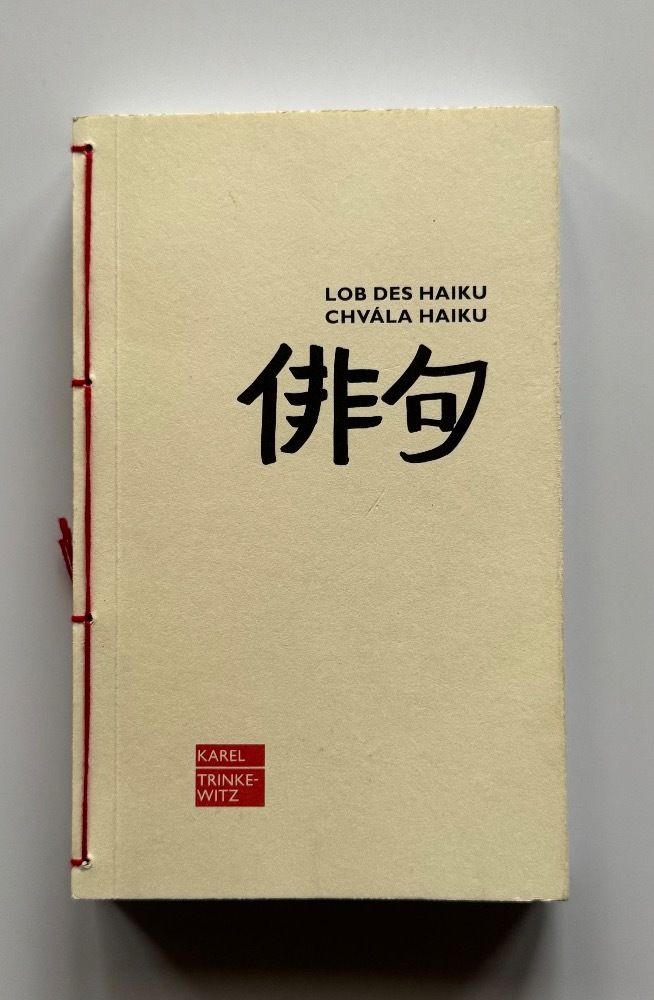 LOB DES HAIKU
CHVÁLA HAIKU
俳句
KAREL
TRINKE-
WITZ